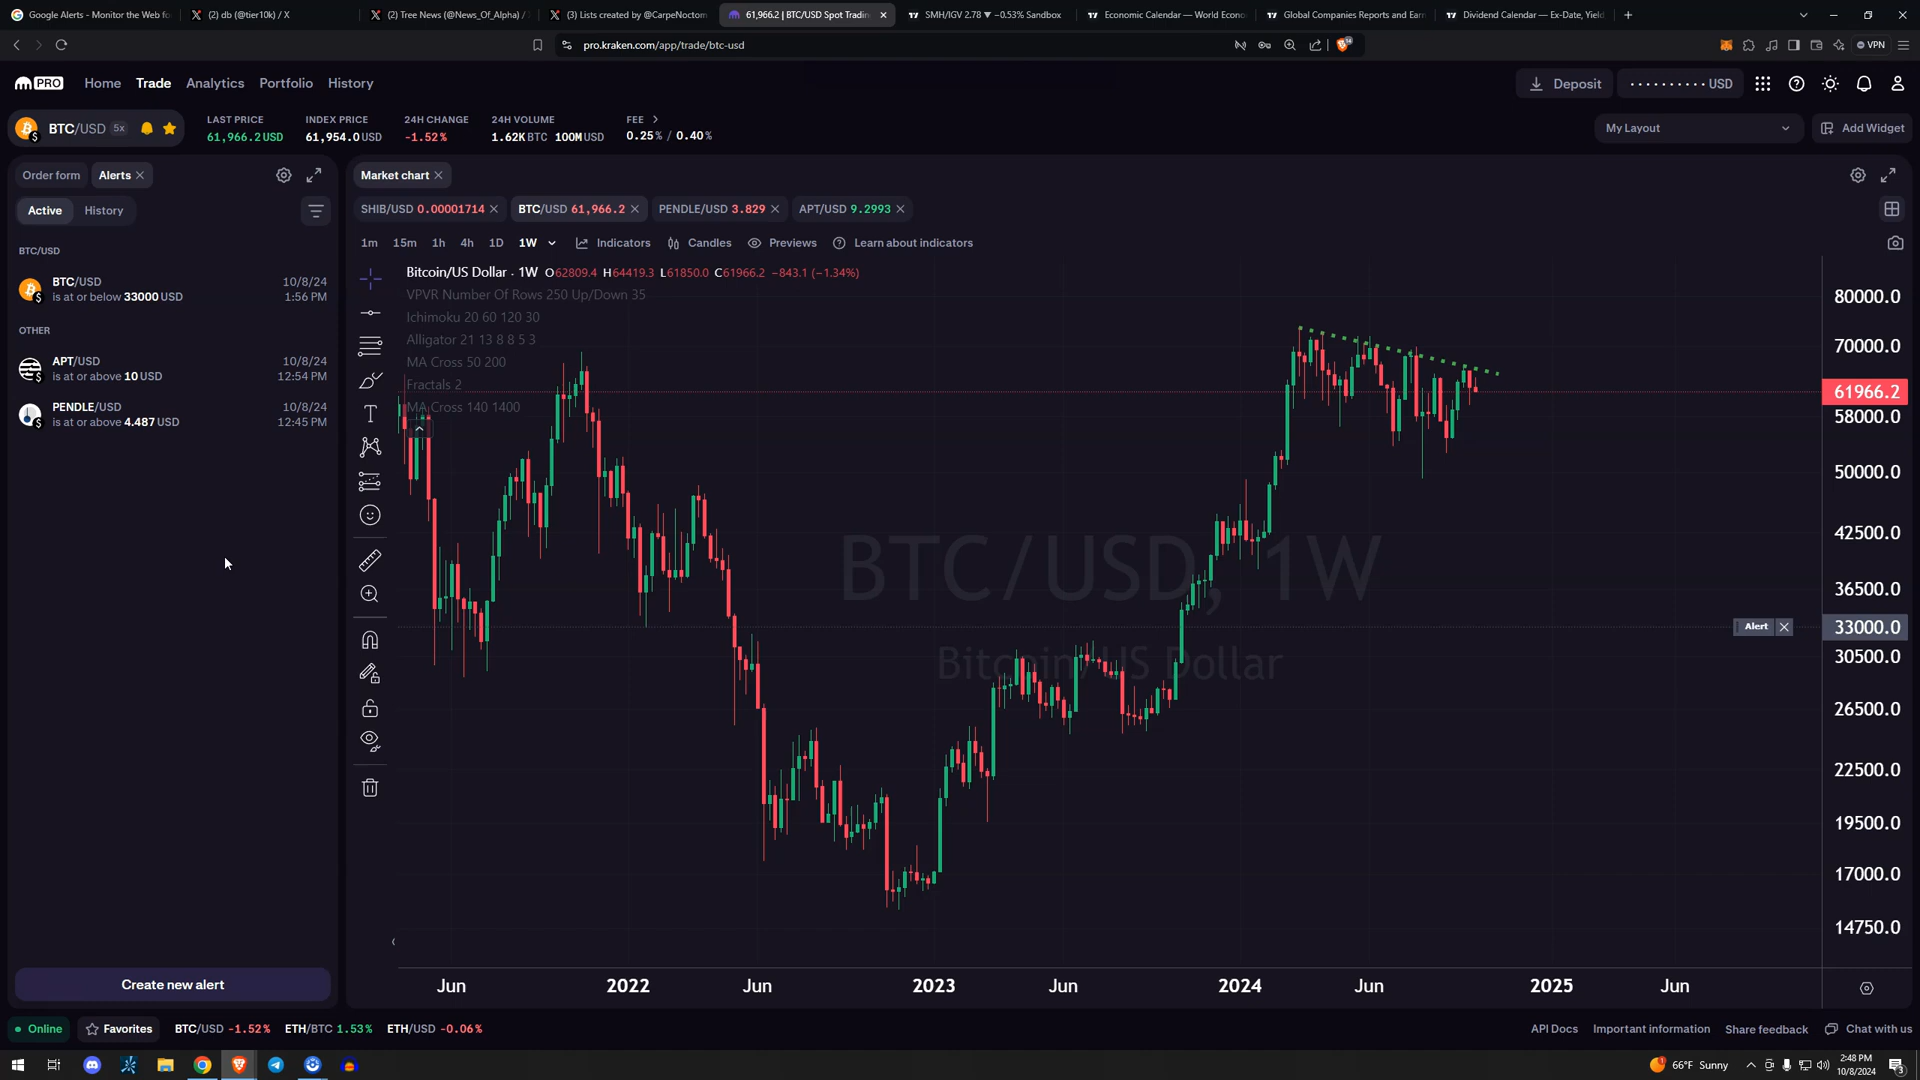 Google Alerts - Monitor the Web fo
(2) db (@tier10k) / X
(2) Tree News (@News_Of_Alpha) /
(3) Lists created by @CarpeNoctom
61,966.2 | BTC/USD Spot Tradin
SMH/IGV 2.78 ▼ −0.53% Sandbox
Economic Calendar — World Econo
Global Companies Reports and Earn
Dividend Calendar — Ex-Date, Yield
pro.kraken.com/app/trade/btc-usd
VPN
PRO
Home
Trade
Analytics
Portfolio
History
Deposit
·········· USD
BTC/USD 5x
LAST PRICE
61,966.2 USD
INDEX PRICE
61,954.0 USD
24H CHANGE
-1.52%
24H VOLUME
1.62K BTC 100M USD
FEE >
0.25% / 0.40%
My Layout
Add Widget
Order form
Alerts
Market chart
Active
History
SHIB/USD 0.00001714
BTC/USD 61,966.2
PENDLE/USD 3.829
APT/USD 9.2993
1m 15m 1h 4h 1D 1W
Indicators
Candles
Previews
Learn about indicators
BTC/USD
BTC/USD 10/8/24
is at or below 33000 USD 1:56 PM
OTHER
APT/USD 10/8/24
is at or above 10 USD 12:54 PM
PENDLE/USD 10/8/24
is at or above 4.487 USD 12:45 PM
Bitcoin/US Dollar · 1W O62809.4 H64419.3 L61850.0 C61966.2 −843.1 (−1.34%)
VPVR Number Of Rows 250 Up/Down 35
Ichimoku 20 60 120 30
Alligator 21 13 8 8 5 3
MA Cross 50 200
Fractals 2
MA Cross 140 1400
BTC/USD, 1W
Bitcoin/US Dollar
80000.0
70000.0
61966.2
58000.0
50000.0
42500.0
36500.0
Alert
33000.0
30500.0
26500.0
22500.0
19500.0
17000.0
14750.0
Jun 2022 Jun 2023 Jun 2024 Jun 2025 Jun
Create new alert
Online
Favorites
BTC/USD -1.52%
ETH/BTC 1.53%
ETH/USD -0.06%
API Docs
Important information
Share feedback
Chat with us
66°F Sunny
2:48 PM
10/8/2024